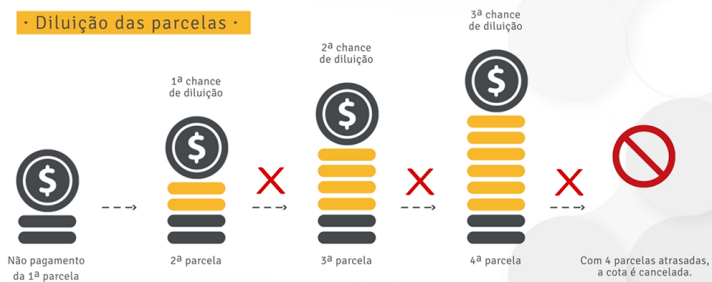 · Diluição das parcelas ·
3ª chance
de diluição
2ª chance
de diluição
1ª chance
de diluição
$
$
$
$
Não pagamento
da 1ª parcela
2ª parcela
3ª parcela
4ª parcela
Com 4 parcelas atrasadas,
a cota é cancelada.